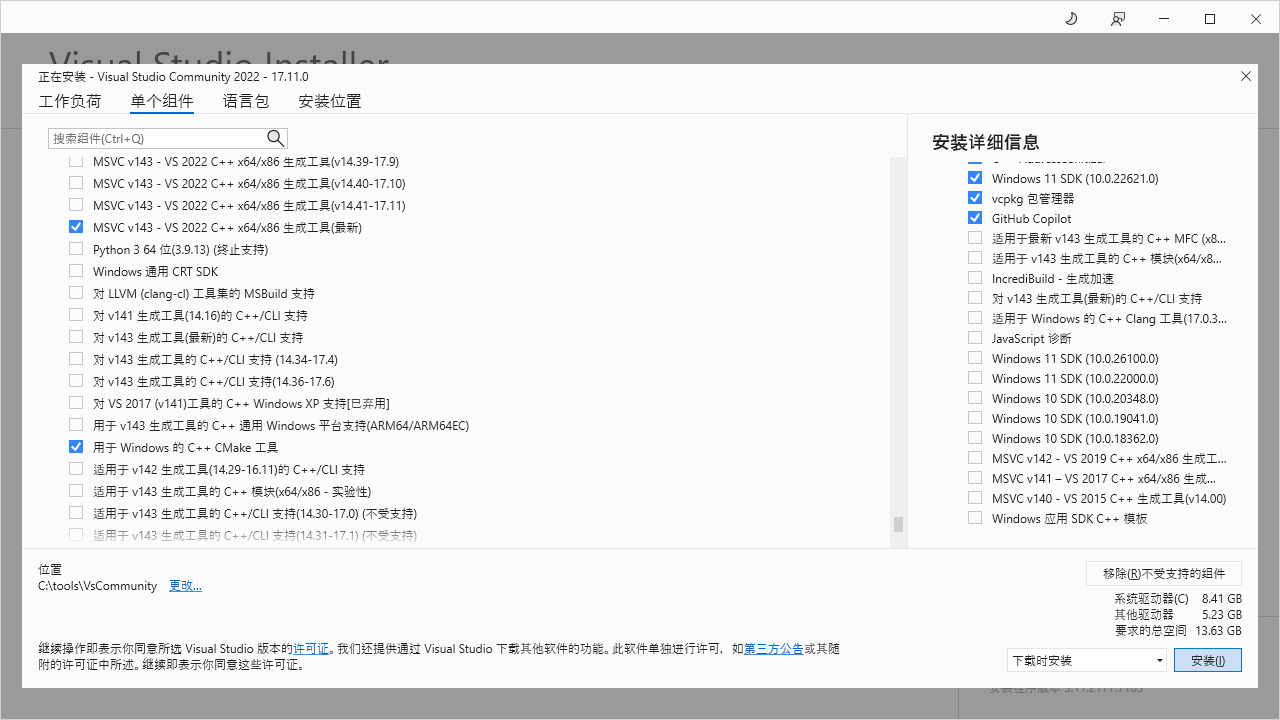 Visual Studio Installer
正在安装 - Visual Studio Community 2022 - 17.11.0
工作负荷 单个组件 语言包 安装位置
搜索组件(Ctrl+Q)
MSVC v143 - VS 2022 C++ x64/x86 生成工具(v14.39-17.9)
MSVC v143 - VS 2022 C++ x64/x86 生成工具(v14.40-17.10)
MSVC v143 - VS 2022 C++ x64/x86 生成工具(v14.41-17.11)
MSVC v143 - VS 2022 C++ x64/x86 生成工具(最新)
Python 3 64 位(3.9.13) (终止支持)
Windows 通用 CRT SDK
对 LLVM (clang-cl) 工具集的 MSBuild 支持
对 v141 生成工具(14.16)的 C++/CLI 支持
对 v143 生成工具(最新)的 C++/CLI 支持
对 v143 生成工具的 C++/CLI 支持 (14.34-17.4)
对 v143 生成工具的 C++/CLI 支持(14.36-17.6)
对 VS 2017 (v141)工具的 C++ Windows XP 支持[已弃用]
用于 v143 生成工具的 C++ 通用 Windows 平台支持(ARM64/ARM64EC)
用于 Windows 的 C++ CMake 工具
适用于 v142 生成工具(14.29-16.11)的 C++/CLI 支持
适用于 v143 生成工具的 C++ 模块(x64/x86 - 实验性)
适用于 v143 生成工具的 C++/CLI 支持(14.30-17.0) (不受支持)
适用于 v143 生成工具的 C++/CLI 支持(14.31-17.1) (不受支持)
安装详细信息
Windows 11 SDK (10.0.22621.0)
vcpkg 包管理器
GitHub Copilot
适用于最新 v143 生成工具的 C++ MFC (x8...
适用于 v143 生成工具的 C++ 模块(x64/x8...
IncrediBuild - 生成加速
对 v143 生成工具(最新)的 C++/CLI 支持
适用于 Windows 的 C++ Clang 工具(17.0.3...
JavaScript 诊断
Windows 11 SDK (10.0.26100.0)
Windows 11 SDK (10.0.22000.0)
Windows 10 SDK (10.0.20348.0)
Windows 10 SDK (10.0.19041.0)
Windows 10 SDK (10.0.18362.0)
MSVC v142 - VS 2019 C++ x64/x86 生成工...
MSVC v141 – VS 2017 C++ x64/x86 生成...
MSVC v140 - VS 2015 C++ 生成工具(v14.00)
Windows 应用 SDK C++ 模板
位置
C:\tools\VsCommunity 更改...
移除(R)不受支持的组件
系统驱动器(C) 8.41 GB
其他驱动器 5.23 GB
要求的总空间 13.63 GB
继续操作即表示你同意所选 Visual Studio 版本的许可证。我们还提供通过 Visual Studio 下载其他软件的功能。此软件单独进行许可，如第三方公告或其随
附的许可证中所述。继续即表示你同意这些许可证。
下载时安装 安装(I)